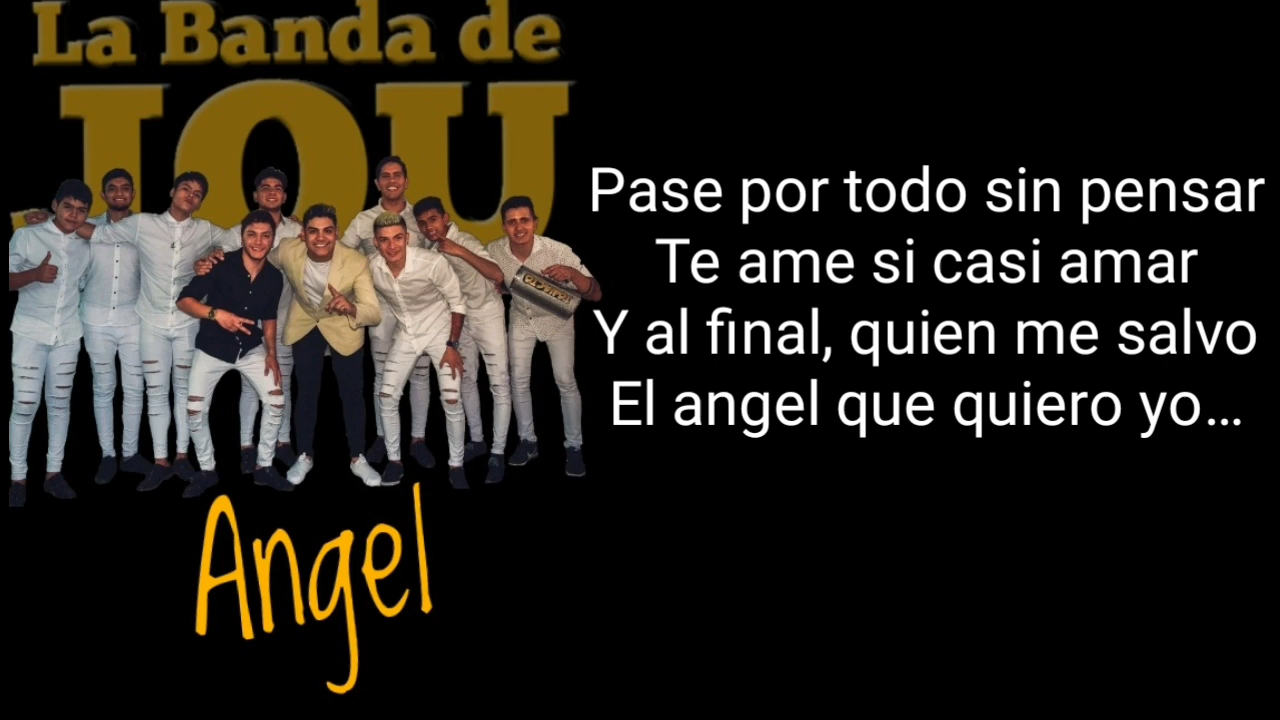 La Banda de
JOU
Pase por todo sin pensar
Te ame si casi amar
Y al final, quien me salvo
El angel que quiero yo...
Angel